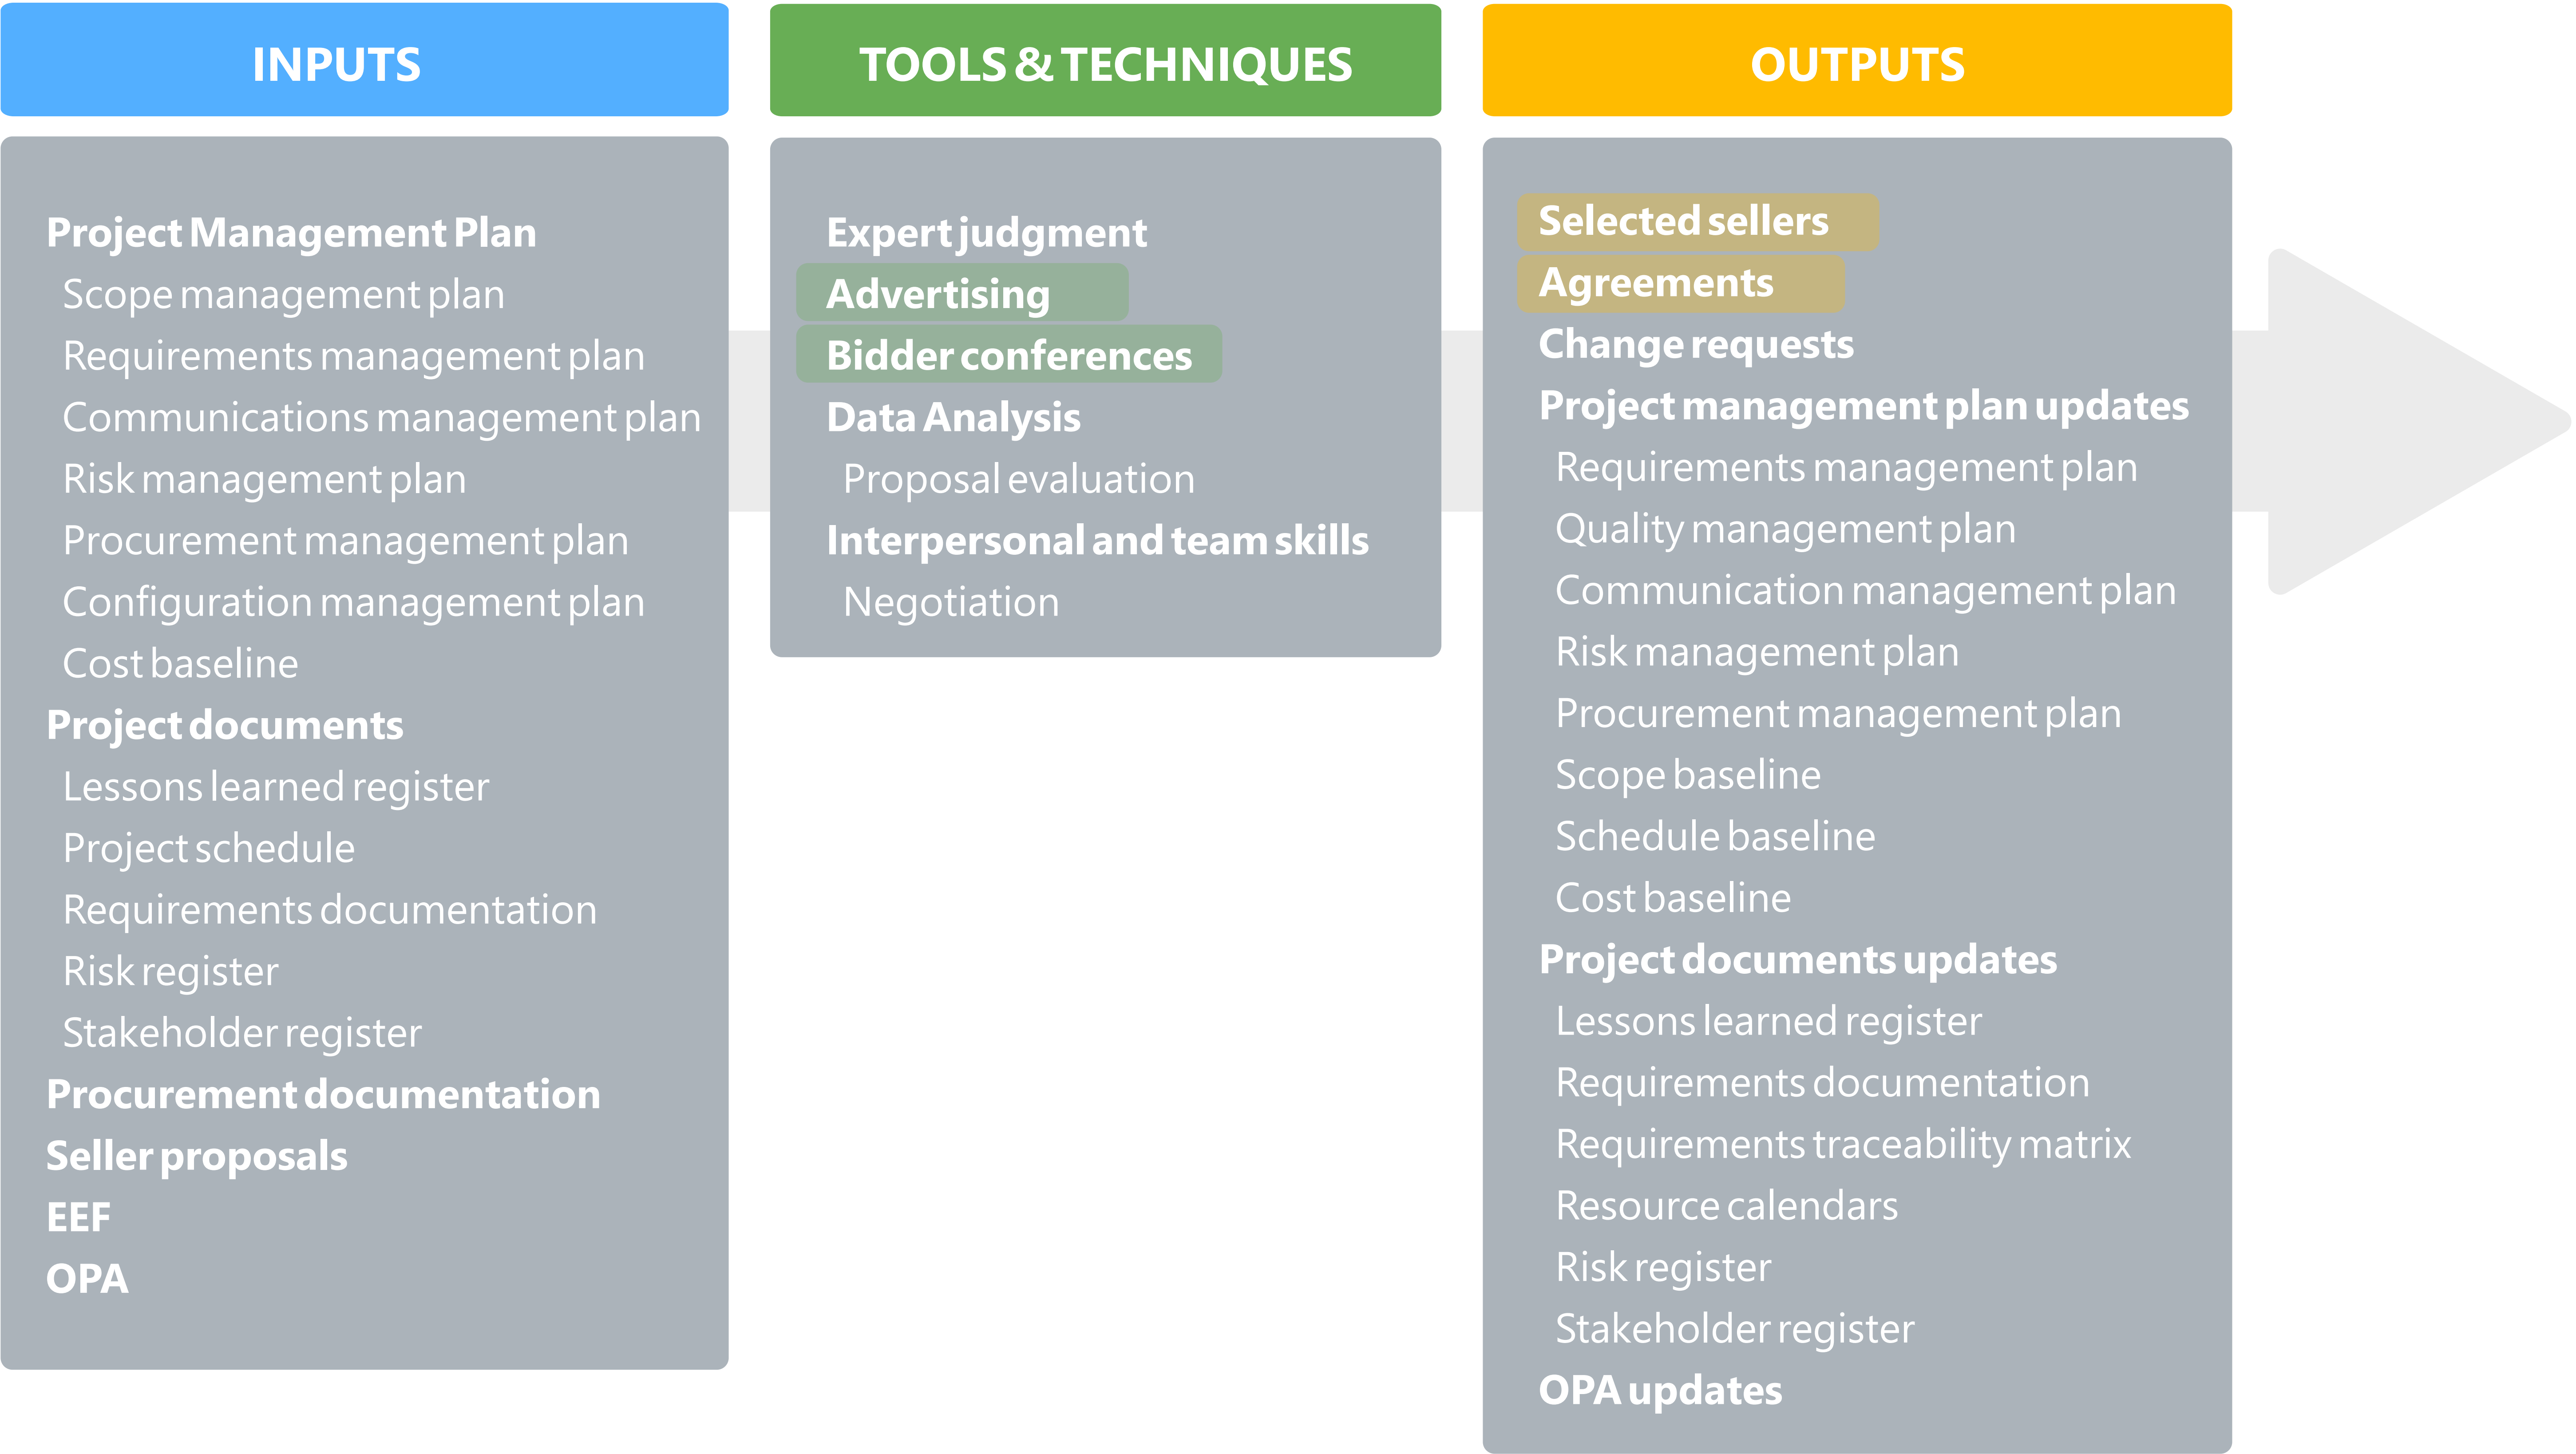 INPUTS
Project Management Plan
Scope management plan
Requirements management plan
Communications management plan
Risk management plan
Procurement management plan
Configuration management plan
Cost baseline
Project documents
Lessons learned register
Project schedule
Requirements documentation
Risk register
Stakeholder register
Procurement documentation
Seller proposals
EEF
OPA
TOOLS & TECHNIQUES
Expert judgment
Advertising
Bidder conferences
Data Analysis
Proposal evaluation
Interpersonal and team skills
Negotiation
OUTPUTS
Selected sellers
Agreements
Change requests
Project management plan updates
Requirements management plan
Quality management plan
Communication management plan
Risk management plan
Procurement management plan
Scope baseline
Schedule baseline
Cost baseline
Project documents updates
Lessons learned register
Requirements documentation
Requirements traceability matrix
Resource calendars
Risk register
Stakeholder register
OPA updates